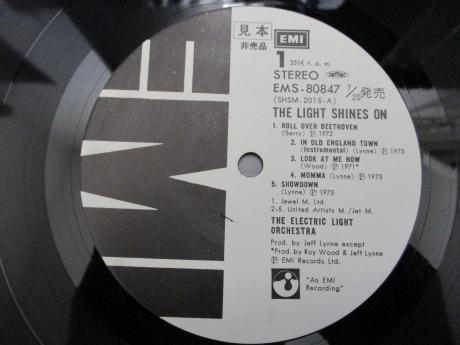 見本
非売品
EMI
1 33⅓ r. p. m.
STEREO
EMS-80847 1/20発売
(SHSM. 2015-A)
THE LIGHT SHINES ON
1. ROLL OVER BEETHOVEN
(Berry) Ⓟ 1972
2. IN OLD ENGLAND TOWN
(Instrumental) (Lynne) Ⓟ 1973
3. LOOK AT ME NOW
(Wood) Ⓟ 1971*
4. MOMMA (Lynne) Ⓟ 1973
5. SHOWDOWN
(Lynne) Ⓟ 1973
1. Jewel M. Ltd.
2-5. United Artists M./Jet M.
THE ELECTRIC LIGHT
ORCHESTRA
Prod. by Jeff Lynne except
*Prod. by Roy Wood & Jeff Lynne
Ⓟ EMI Records Ltd.
"An EMI
Recording"
EMI